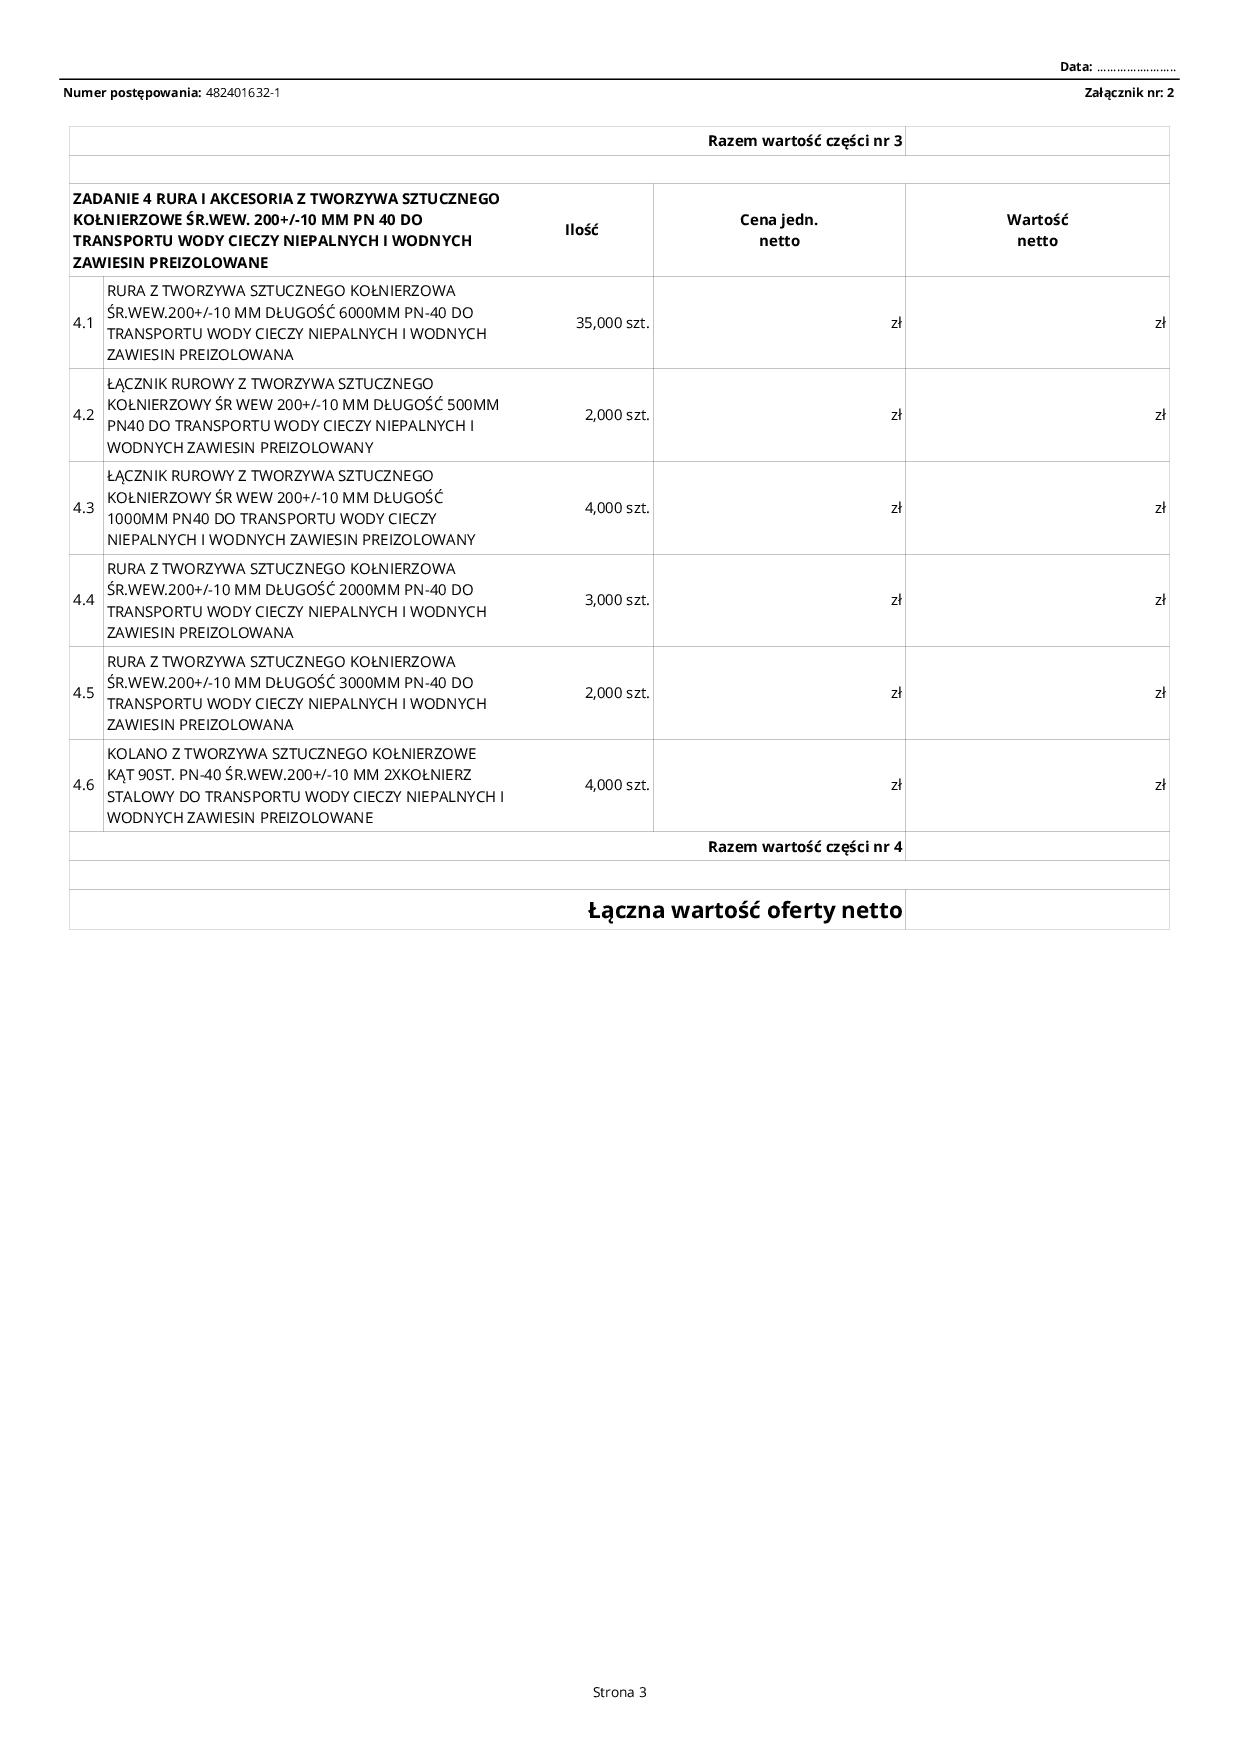 Data: ........................
Numer postępowania: 482401632-1 Załącznik nr: 2
Razem wartość części nr 3
ZADANIE 4 RURA I AKCESORIA Z TWORZYWA SZTUCZNEGO
KOŁNIERZOWE ŚR.WEW. 200+/-10 MM PN 40 DO
TRANSPORTU WODY CIECZY NIEPALNYCH I WODNYCH
ZAWIESIN PREIZOLOWANE
Ilość
Cena jedn.
netto
Wartość
netto
4.1
RURA Z TWORZYWA SZTUCZNEGO KOŁNIERZOWA
ŚR.WEW.200+/-10 MM DŁUGOŚĆ 6000MM PN-40 DO
TRANSPORTU WODY CIECZY NIEPALNYCH I WODNYCH
ZAWIESIN PREIZOLOWANA
35,000 szt.
zł
zł
4.2
ŁĄCZNIK RUROWY Z TWORZYWA SZTUCZNEGO
KOŁNIERZOWY ŚR WEW 200+/-10 MM DŁUGOŚĆ 500MM
PN40 DO TRANSPORTU WODY CIECZY NIEPALNYCH I
WODNYCH ZAWIESIN PREIZOLOWANY
2,000 szt.
zł
zł
4.3
ŁĄCZNIK RUROWY Z TWORZYWA SZTUCZNEGO
KOŁNIERZOWY ŚR WEW 200+/-10 MM DŁUGOŚĆ
1000MM PN40 DO TRANSPORTU WODY CIECZY
NIEPALNYCH I WODNYCH ZAWIESIN PREIZOLOWANY
4,000 szt.
zł
zł
4.4
RURA Z TWORZYWA SZTUCZNEGO KOŁNIERZOWA
ŚR.WEW.200+/-10 MM DŁUGOŚĆ 2000MM PN-40 DO
TRANSPORTU WODY CIECZY NIEPALNYCH I WODNYCH
ZAWIESIN PREIZOLOWANA
3,000 szt.
zł
zł
4.5
RURA Z TWORZYWA SZTUCZNEGO KOŁNIERZOWA
ŚR.WEW.200+/-10 MM DŁUGOŚĆ 3000MM PN-40 DO
TRANSPORTU WODY CIECZY NIEPALNYCH I WODNYCH
ZAWIESIN PREIZOLOWANA
2,000 szt.
zł
zł
4.6
KOLANO Z TWORZYWA SZTUCZNEGO KOŁNIERZOWE
KĄT 90ST. PN-40 ŚR.WEW.200+/-10 MM 2XKOŁNIERZ
STALOWY DO TRANSPORTU WODY CIECZY NIEPALNYCH I
WODNYCH ZAWIESIN PREIZOLOWANE
4,000 szt.
zł
zł
Razem wartość części nr 4
Łączna wartość oferty netto
Strona 3